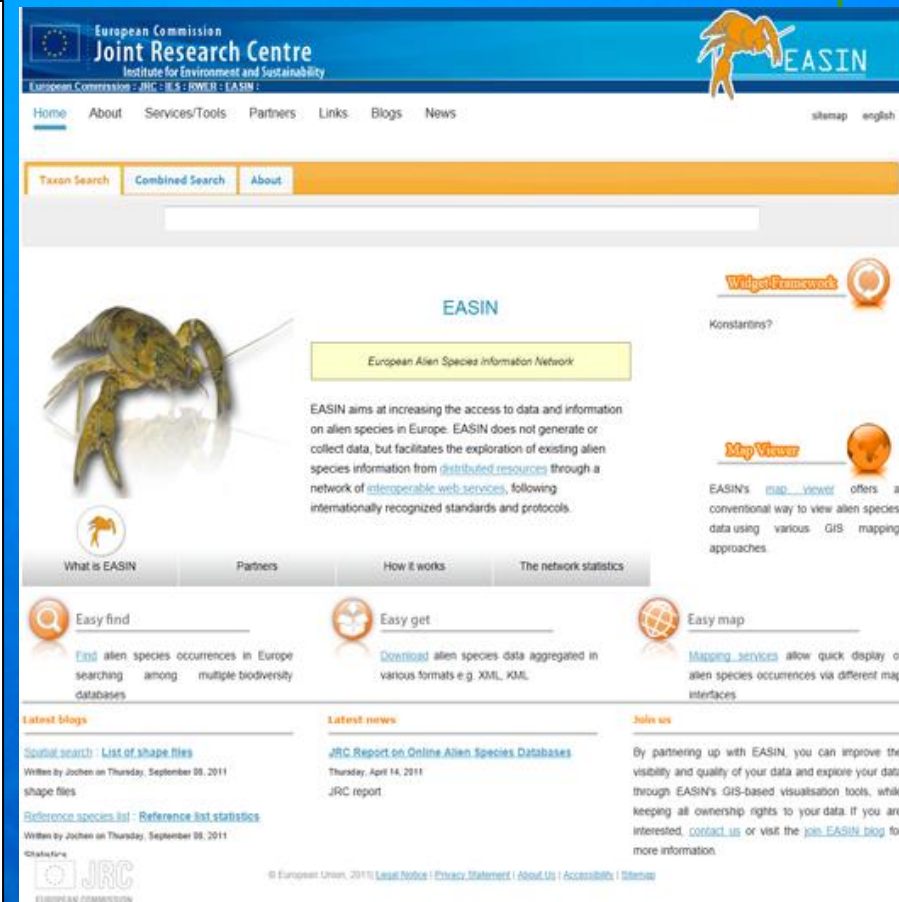 European Commission
Joint Research Centre
Institute for Environment and Sustainability
EASIN
European Commission : JRC : IES : RWER : EASIN :
Home About Services/Tools Partners Links Blogs News
sitemap english
Taxon Search Combined Search About
Widget Framework
Konstantins?
EASIN
European Alien Species Information Network
EASIN aims at increasing the access to data and information
on alien species in Europe. EASIN does not generate or
collect data, but facilitates the exploration of existing alien
species information from distributed resources through a
network of interoperable web services, following
internationally recognized standards and protocols.
Map Viewer
EASIN's map viewer offers a
conventional way to view alien species
data using various GIS mapping
approaches.
What is EASIN Partners How it works The network statistics
Easy find
Find alien species occurrences in Europe
searching among multiple biodiversity
databases
Easy get
Download alien species data aggregated in
various formats e.g. XML, KML
Easy map
Mapping services allow quick display o
alien species occurrences via different map
interfaces
Latest blogs
Spatial search : List of shape files
Written by Jochen on Thursday, September 08, 2011
shape files
Reference species list : Reference list statistics
Written by Jochen on Thursday, September 08, 2011
Statistics
Latest news
JRC Report on Online Alien Species Databases
Thursday, April 14, 2011
JRC report
Join us
By partnering up with EASIN, you can improve the
visibility and quality of your data and explore your data
through EASIN's GIS-based visualisation tools, while
keeping all ownership rights to your data. If you are
interested, contact us or visit the join EASIN blog fo
more information.
JRC
EUROPEAN COMMISSION
© European Union, 2011| Legal Notice | Privacy Statement | About Us | Accessibility | Sitemap